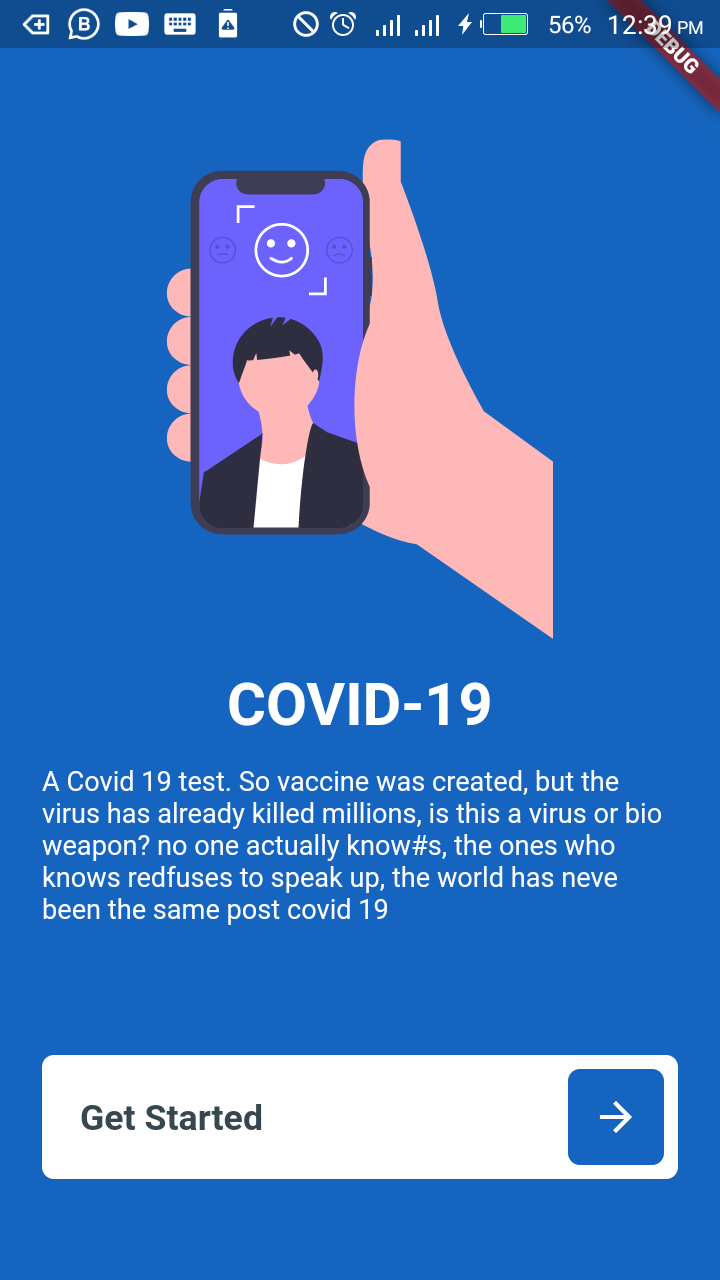 B 56% 12:39 PM
DEBUG
COVID-19
A Covid 19 test. So vaccine was created, but the
virus has already killed millions, is this a virus or bio
weapon? no one actually know#s, the ones who
knows redfuses to speak up, the world has neve
been the same post covid 19
Get Started